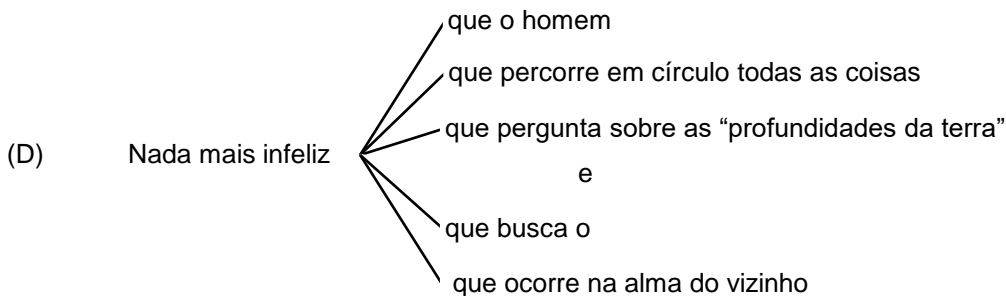 que o homem
que percorre em círculo todas as coisas
que pergunta sobre as “profundidades da terra”
(D) Nada mais infeliz
e
que busca o
que ocorre na alma do vizinho